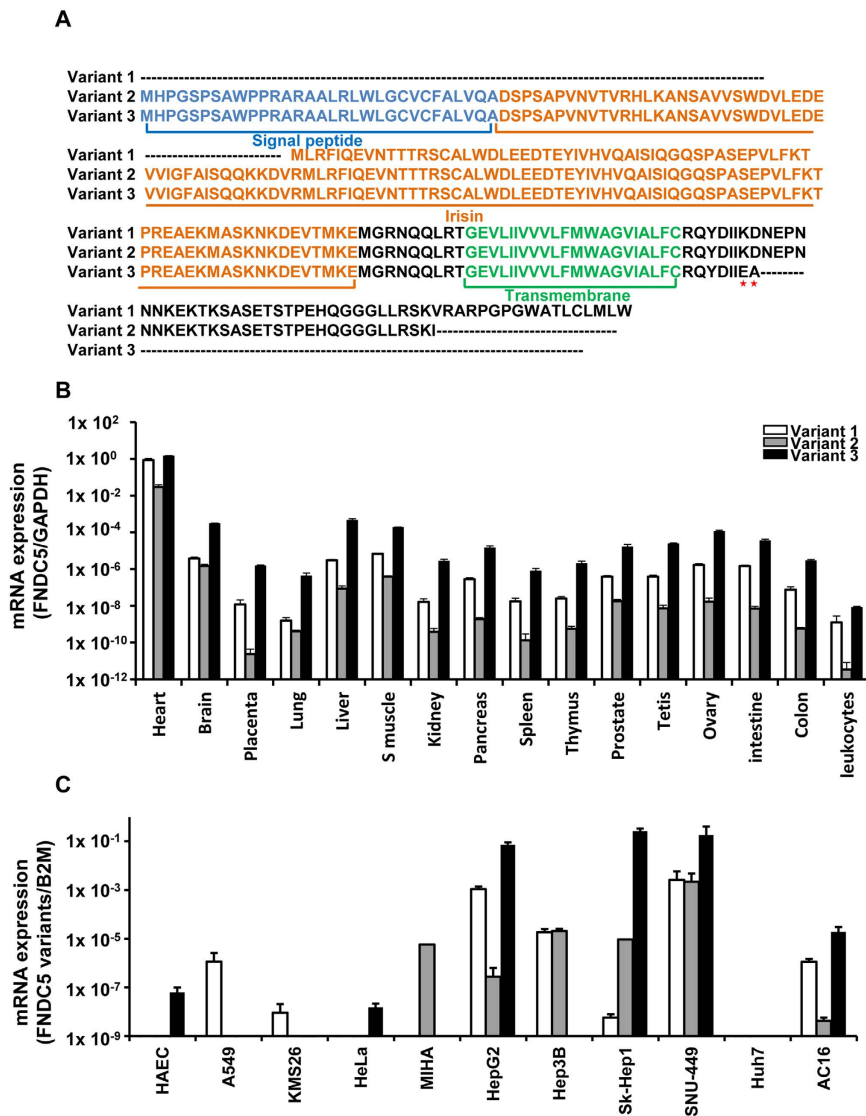 A
Variant 1 --------------------------------------------------------------------------------
Variant 2 MHPGSPSAWPPRARAALRLWLGCVCFALVQADSPSAPVNVTVRHLKANSAVVSWDVLEDE
Variant 3 MHPGSPSAWPPRARAALRLWLGCVCFALVQADSPSAPVNVTVRHLKANSAVVSWDVLEDE
Signal peptide
Variant 1 ----------------- MLRFIQEVNTTTRSCALWDLEEDTEYIVHVQAISIQGQSPASEPVLFKT
Variant 2 VVIGFAISQQKKDVRMLRFIQEVNTTTRSCALWDLEEDTEYIVHVQAISIQGQSPASEPVLFKT
Variant 3 VVIGFAISQQKKDVRMLRFIQEVNTTTRSCALWDLEEDTEYIVHVQAISIQGQSPASEPVLFKT
Irisin
Variant 1 PREAEKMASKNKDEVTMKEMGRNQQLRTGEVLIIVVVLFMWAGVIALFCRQYDIIKDNEPN
Variant 2 PREAEKMASKNKDEVTMKEMGRNQQLRTGEVLIIVVVLFMWAGVIALFCRQYDIIKDNEPN
Variant 3 PREAEKMASKNKDEVTMKEMGRNQQLRTGEVLIIVVVLFMWAGVIALFCRQYDIIEA--------
Transmembrane
★★
Variant 1 NNKEKTKSASETSTPEHQGGGLLRSKVRARPGPGWATLCLMLW
Variant 2 NNKEKTKSASETSTPEHQGGGLLRSKI-----------------------
Variant 3 ---------------------------------------------------------
B
mRNA expression
(FNDC5/GAPDH)
1x 10²
1x 10⁰
1x 10⁻²
1x 10⁻⁴
1x 10⁻⁶
1x 10⁻⁸
1x 10⁻¹⁰
1x 10⁻¹²
Variant 1
Variant 2
Variant 3
Heart
Brain
Placenta
Lung
Liver
S muscle
Kidney
Pancreas
Spleen
Thymus
Prostate
Tetis
Ovary
intestine
Colon
leukocytes
C
mRNA expression
(FNDC5 variants/B2M)
1x 10⁻¹
1x 10⁻³
1x 10⁻⁵
1x 10⁻⁷
1x 10⁻⁹
HAEC
A549
KMS26
HeLa
MIHA
HepG2
Hep3B
Sk-Hep1
SNU-449
Huh7
AC16